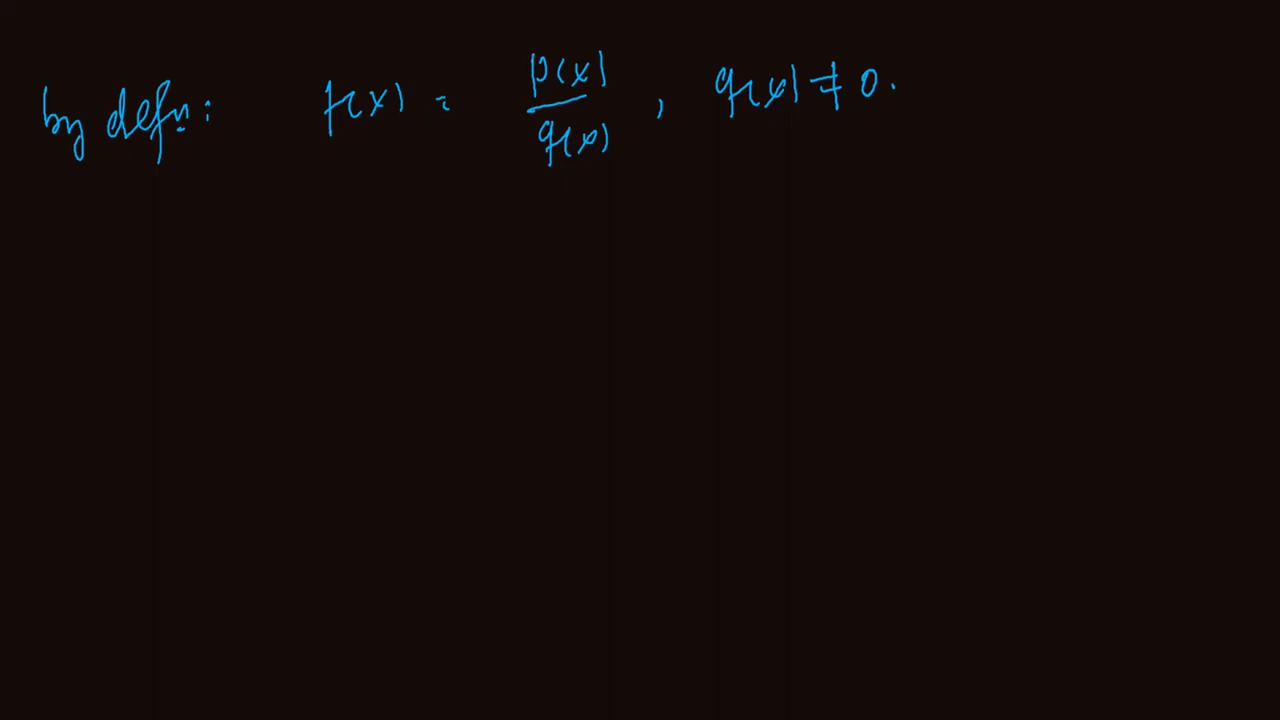 by defn: f(x) = p(x)/q(x), q(x) ≠ 0.